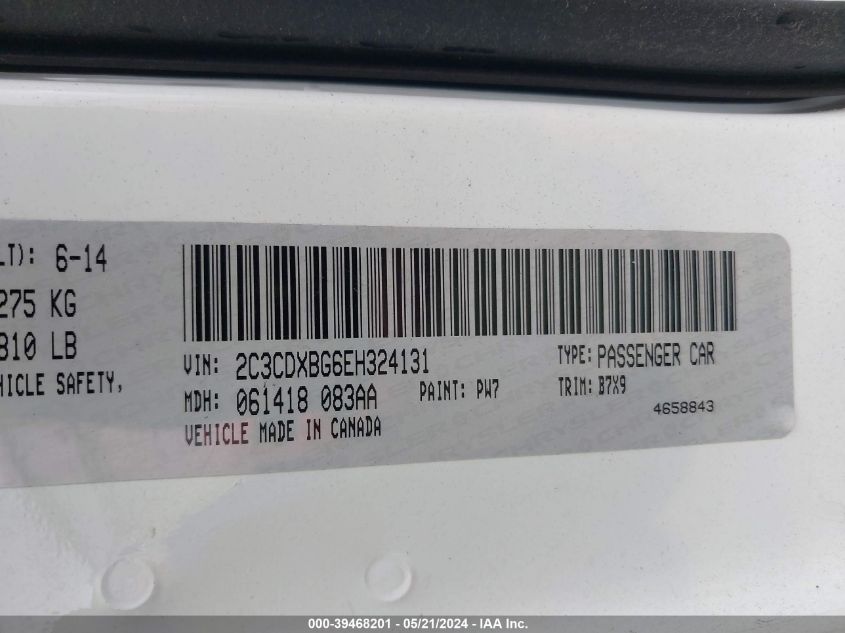 LT): 6-14
275 KG
810 LB
HICLE SAFETY,
VIN: 2C3CDXBG6EH324131
TYPE: PASSENGER CAR
MDH: 061418 083AA
PAINT: PW7
TRIM: B7X9
VEHICLE MADE IN CANADA
4658843
000-39468201 - 05/21/2024 - IAA Inc.